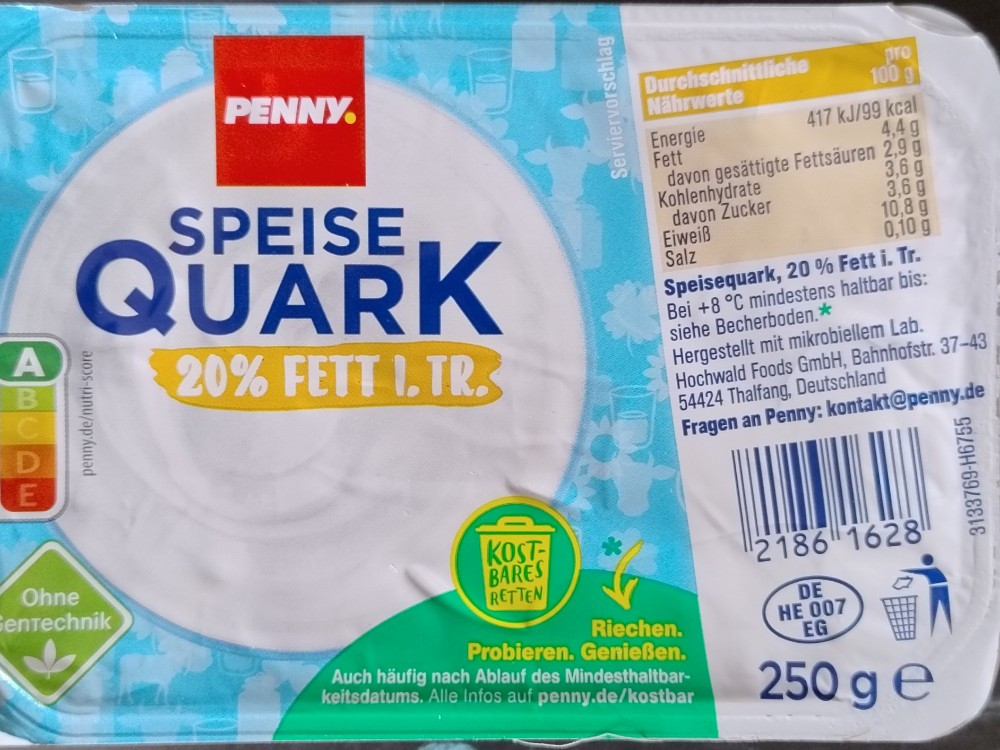 PENNY.
SPEISE
QUARK
20% FETT I. TR.
Serviervorschlag
A
B
C
D
E
penny.de/nutri-score
Ohne
GenTechnik
KOST-
BARES
RETTEN
*
Riechen.
Probieren. Genießen.
Auch häufig nach Ablauf des Mindesthaltbar-
keitsdatums. Alle Infos auf penny.de/kostbar
Durchschnittliche Nährwerte pro 100 g
Energie 417 kJ/99 kcal
Fett 4,4 g
davon gesättigte Fettsäuren 2,9 g
Kohlenhydrate 3,6 g
davon Zucker 3,6 g
Eiweiß 10,8 g
Salz 0,10 g
Speisequark, 20 % Fett i. Tr.
Bei +8 °C mindestens haltbar bis:
siehe Becherboden.*
Hergestellt mit mikrobiellem Lab.
Hochwald Foods GmbH, Bahnhofstr. 37-43
54424 Thalfang, Deutschland
Fragen an Penny: kontakt@penny.de
2186 1628
3133769-H6755
DE
HE 007
EG
250 g e